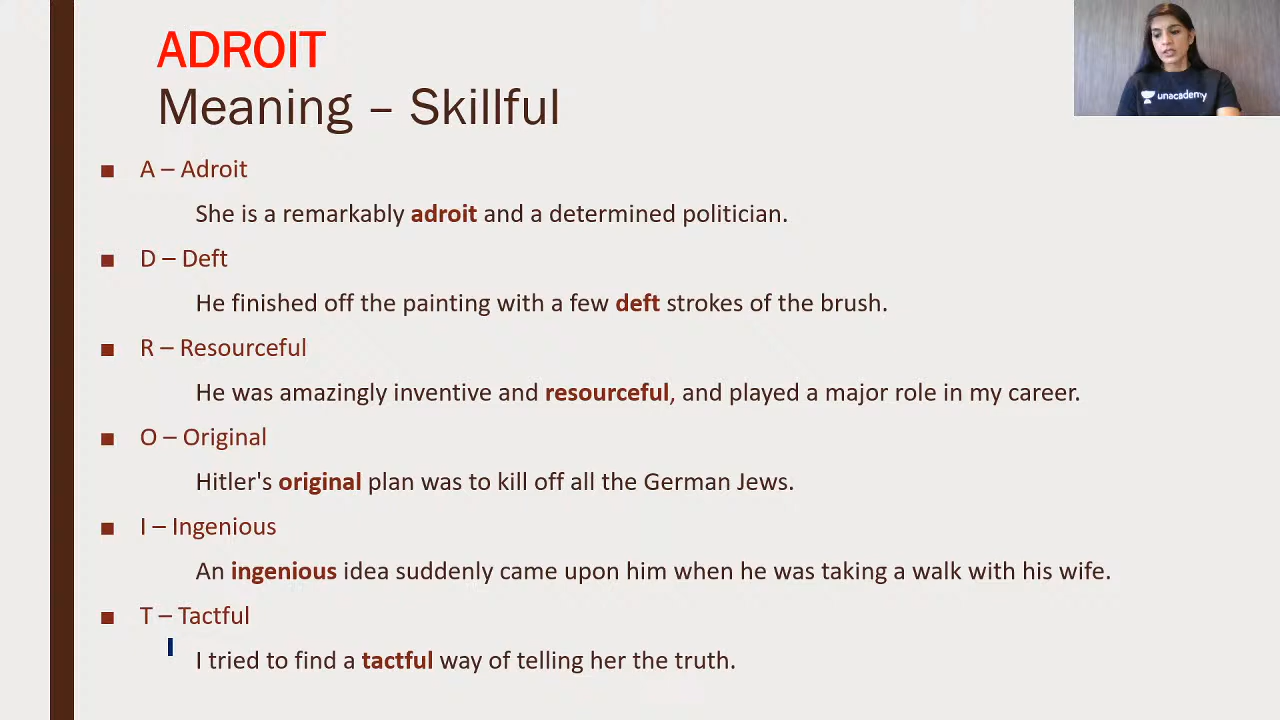 ADROIT
Meaning – Skillful
unacademy
■ A – Adroit
She is a remarkably adroit and a determined politician.
■ D – Deft
He finished off the painting with a few deft strokes of the brush.
■ R – Resourceful
He was amazingly inventive and resourceful, and played a major role in my career.
■ O – Original
Hitler's original plan was to kill off all the German Jews.
■ I – Ingenious
An ingenious idea suddenly came upon him when he was taking a walk with his wife.
■ T – Tactful
I tried to find a tactful way of telling her the truth.